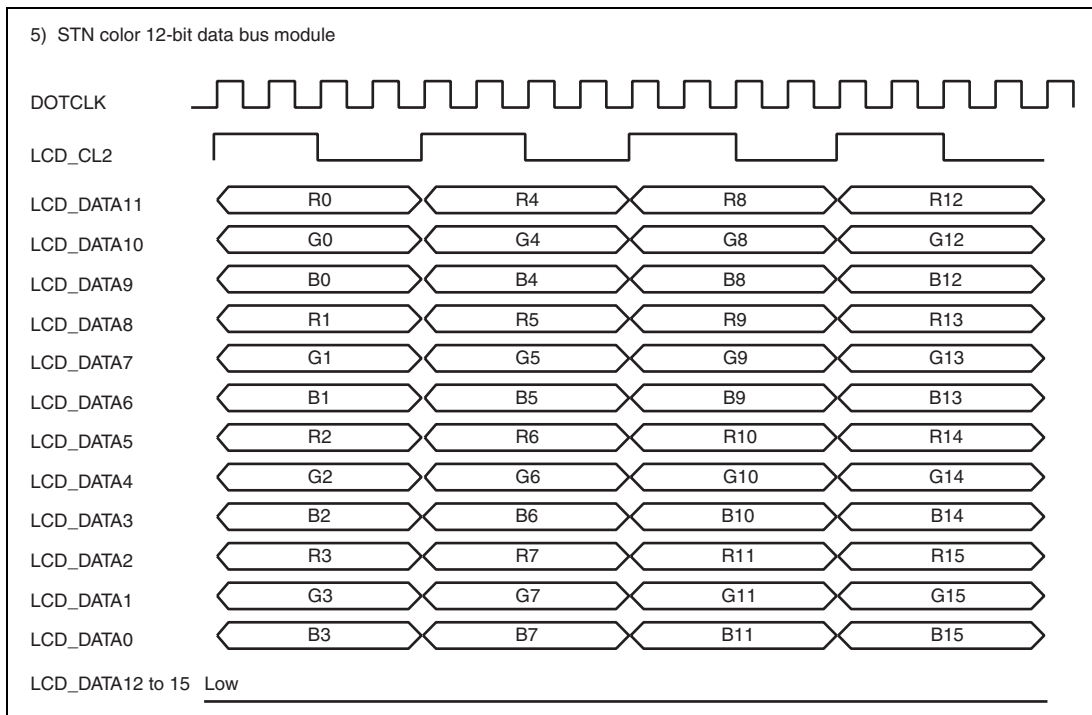 5) STN color 12-bit data bus module
DOTCLK
LCD_CL2
LCD_DATA11 R0 R4 R8 R12
LCD_DATA10 G0 G4 G8 G12
LCD_DATA9 B0 B4 B8 B12
LCD_DATA8 R1 R5 R9 R13
LCD_DATA7 G1 G5 G9 G13
LCD_DATA6 B1 B5 B9 B13
LCD_DATA5 R2 R6 R10 R14
LCD_DATA4 G2 G6 G10 G14
LCD_DATA3 B2 B6 B10 B14
LCD_DATA2 R3 R7 R11 R15
LCD_DATA1 G3 G7 G11 G15
LCD_DATA0 B3 B7 B11 B15
LCD_DATA12 to 15 Low